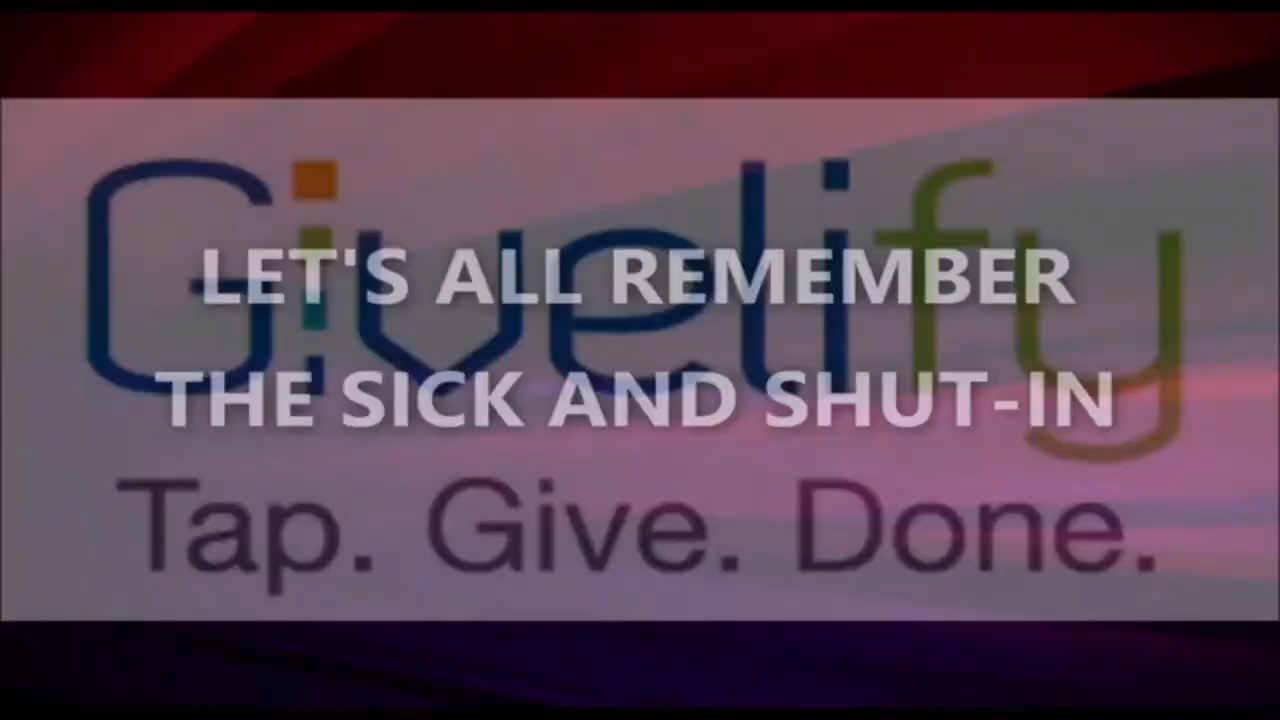 Givelify
LET'S ALL REMEMBER
THE SICK AND SHUT-IN
Tap. Give. Done.